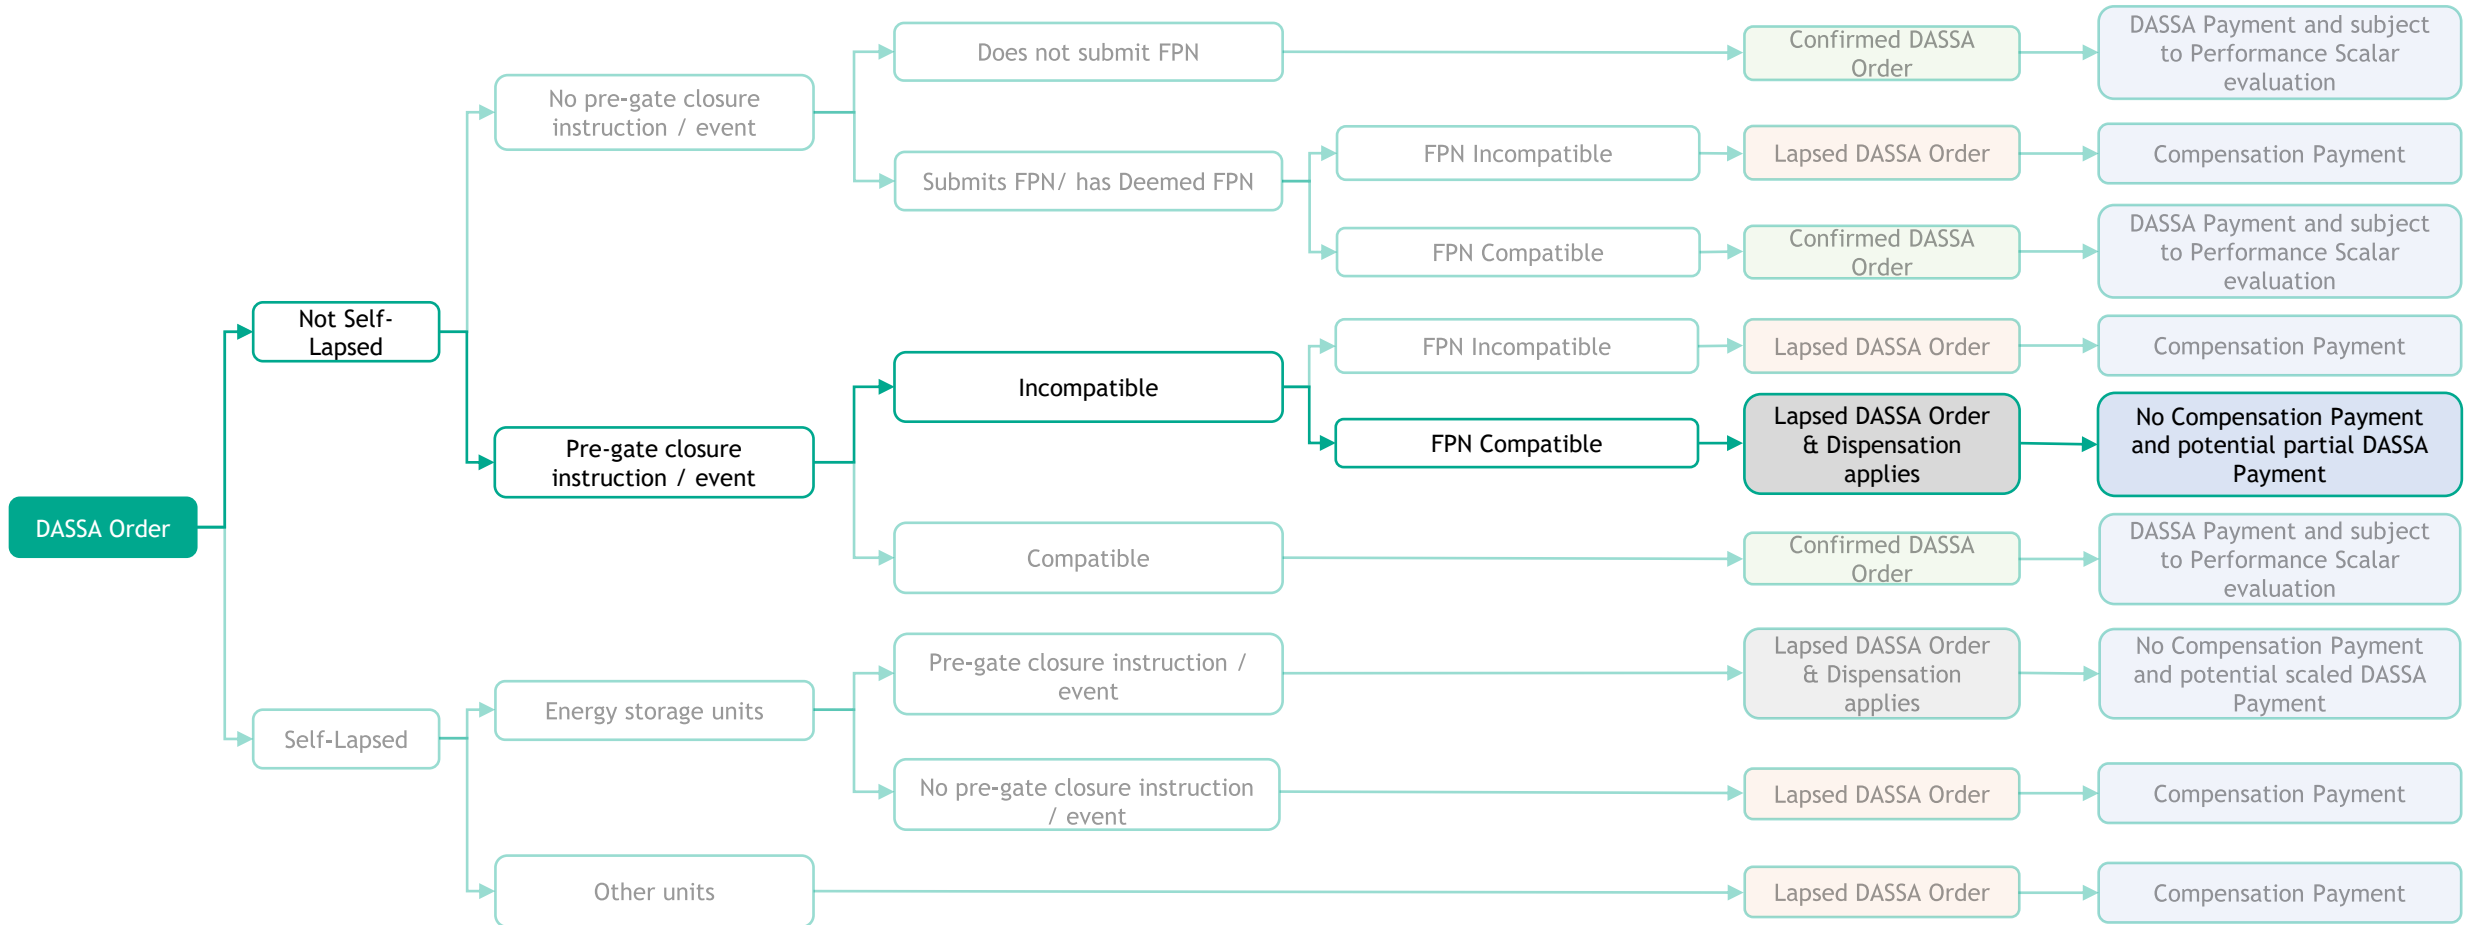 Does not submit FPN
Confirmed DASSA
Order
DASSA Payment and subject
to Performance Scalar
evaluation
No pre-gate closure
instruction / event
Submits FPN/ has Deemed FPN
FPN Incompatible
Lapsed DASSA Order
Compensation Payment
FPN Compatible
Confirmed DASSA
Order
DASSA Payment and subject
to Performance Scalar
evaluation
Not Self-
Lapsed
FPN Incompatible
Lapsed DASSA Order
Compensation Payment
Incompatible
Pre-gate closure
instruction / event
FPN Compatible
Lapsed DASSA Order
& Dispensation
applies
No Compensation Payment
and potential partial DASSA
Payment
DASSA Order
Compatible
Confirmed DASSA
Order
DASSA Payment and subject
to Performance Scalar
evaluation
Pre-gate closure instruction /
event
Lapsed DASSA Order
& Dispensation
applies
No Compensation Payment
and potential scaled DASSA
Payment
Self-Lapsed
Energy storage units
No pre-gate closure instruction
/ event
Lapsed DASSA Order
Compensation Payment
Other units
Lapsed DASSA Order
Compensation Payment